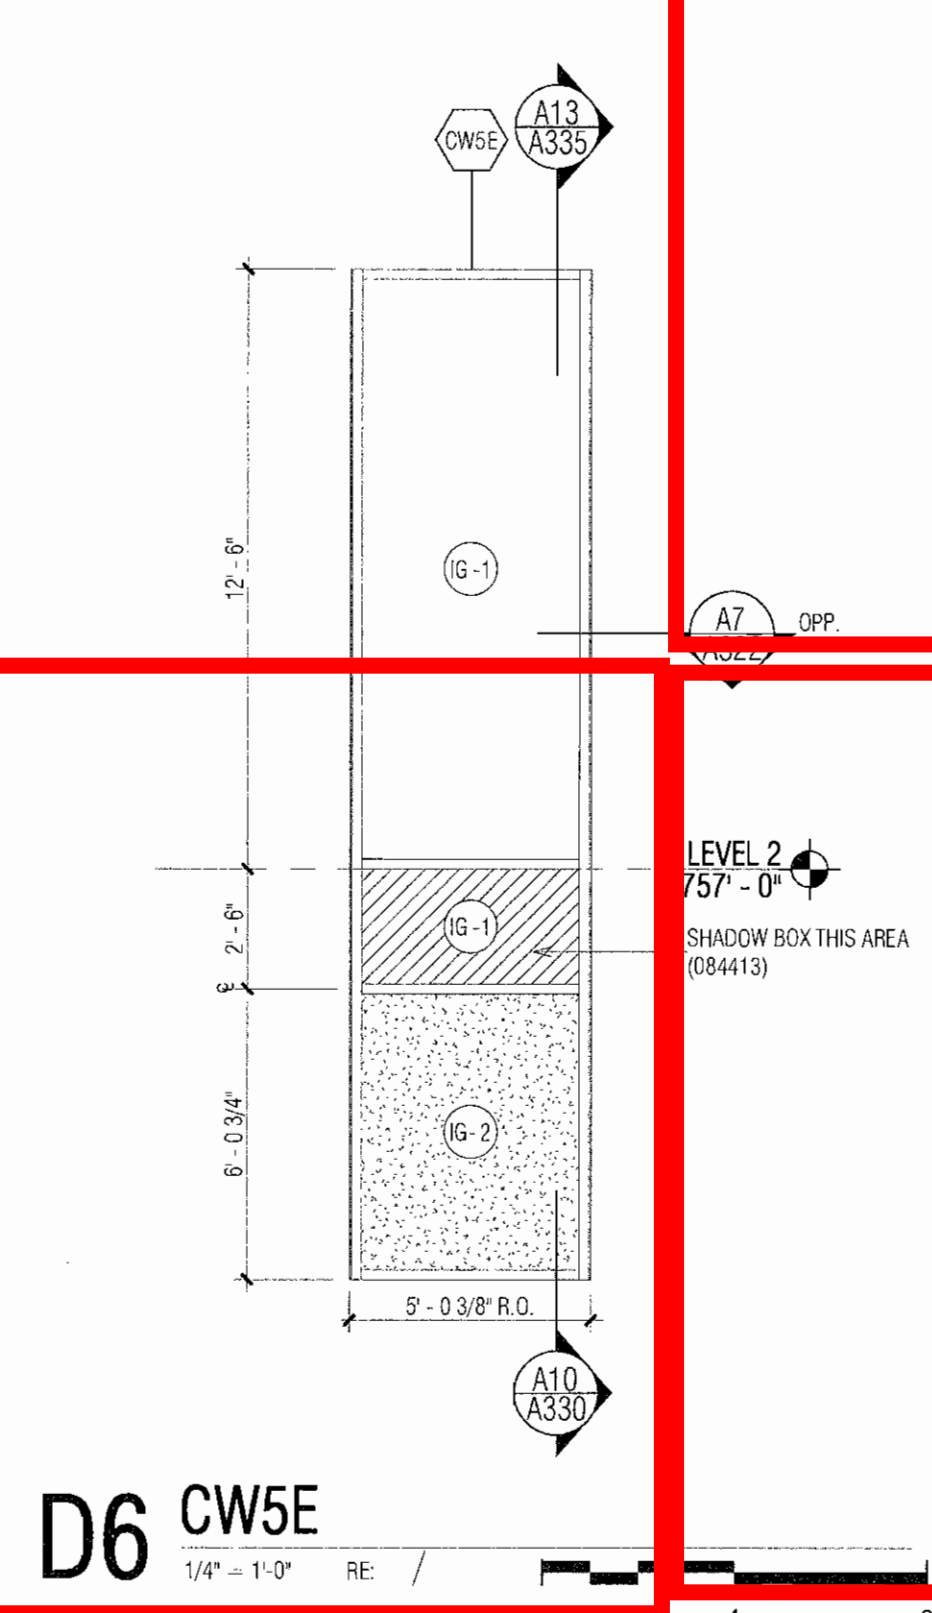 A13
CW5E
A335
12' - 6"
IG -1
A7
OPP.
LEVEL 2
757' - 0"
2' - 6"
IG -1
SHADOW BOX THIS AREA
(084413)
6' - 0 3/4"
IG- 2
5' - 0 3/8" R.O.
A10
A330
D6
CW5E
1/4" = 1'-0"
RE:
/